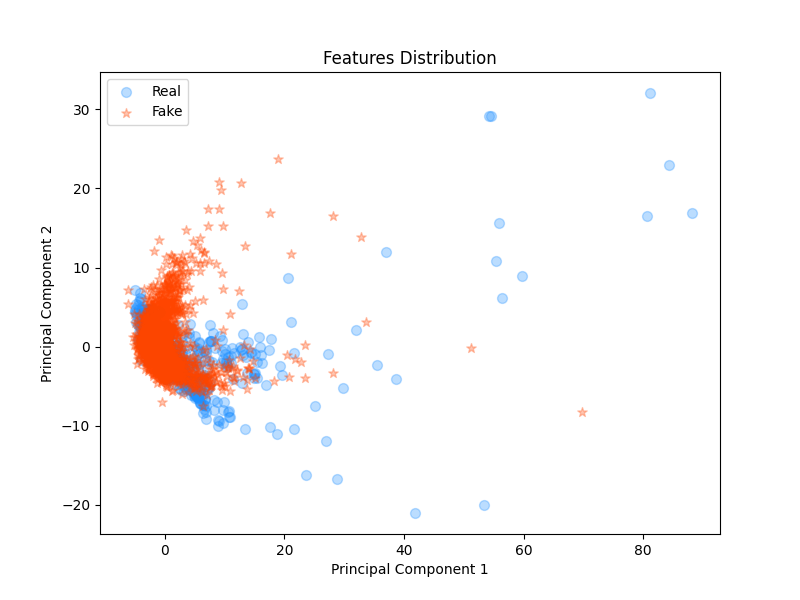 Features Distribution
Real
Fake
30
20
10
0
−10
−20
Principal Component 2
0
20
40
60
80
Principal Component 1